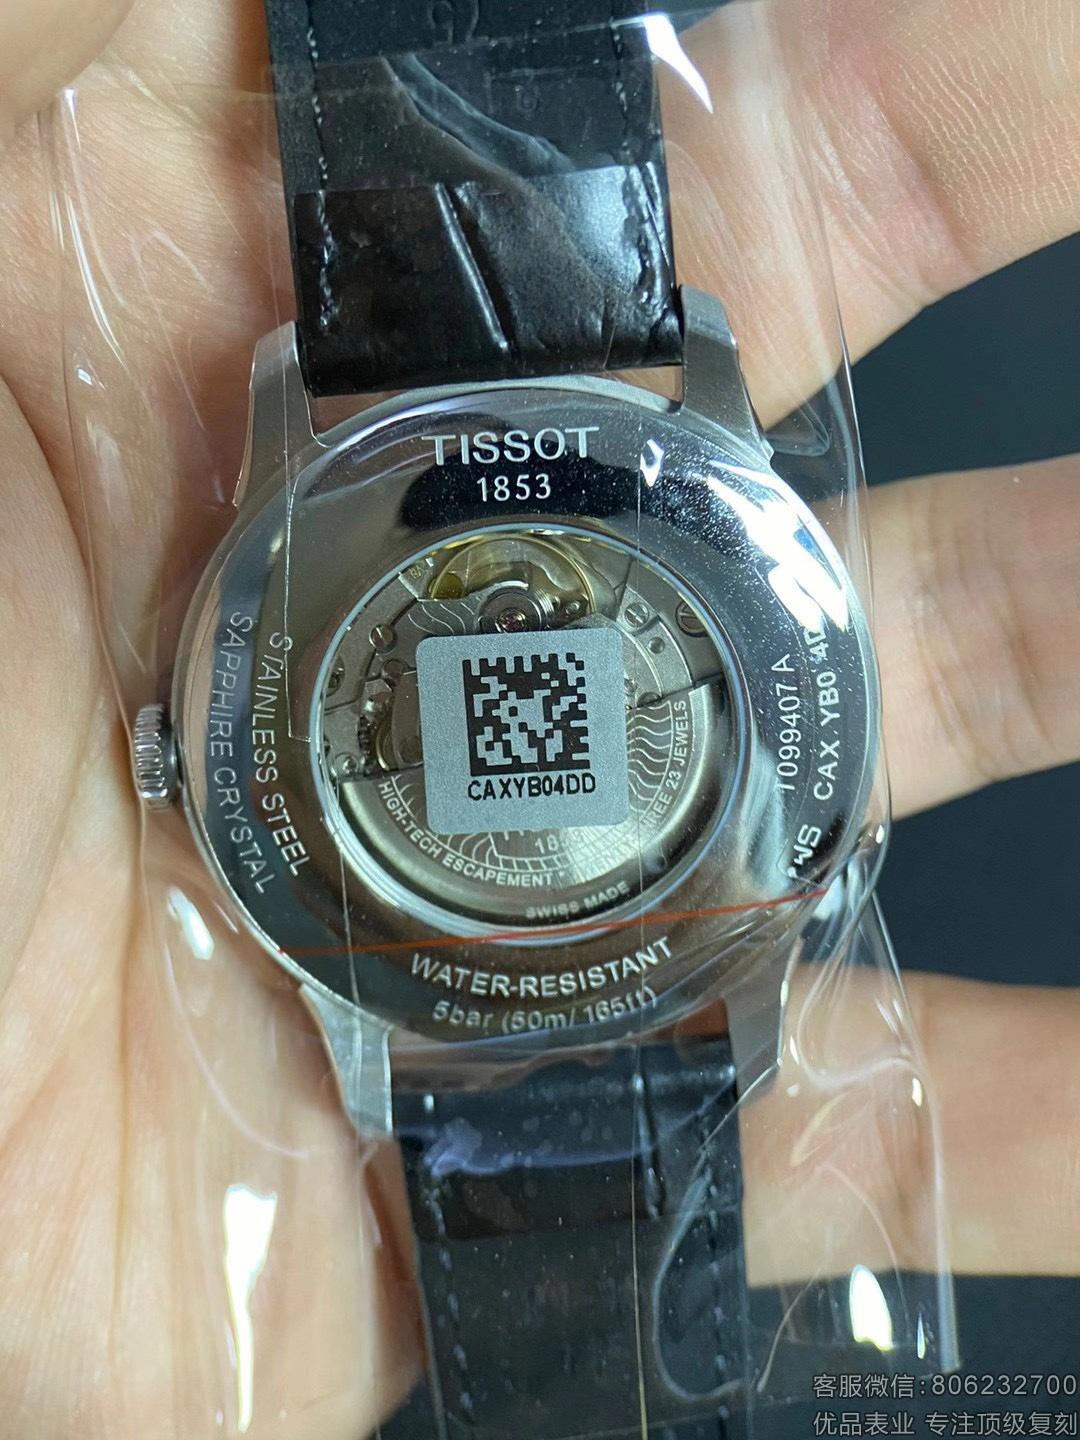 TISSOT
1853
STAINLESS STEEL
SAPPHIRE CRYSTAL
CAXYB04DD
HIGH-TECH ESCAPEMENT
23 JEWELS
SWISS MADE
T099407 A
CAX YB0 4D
WATER-RESISTANT
5bar (50m/165ft)
客服微信:806232700
优品表业 专注顶级复刻